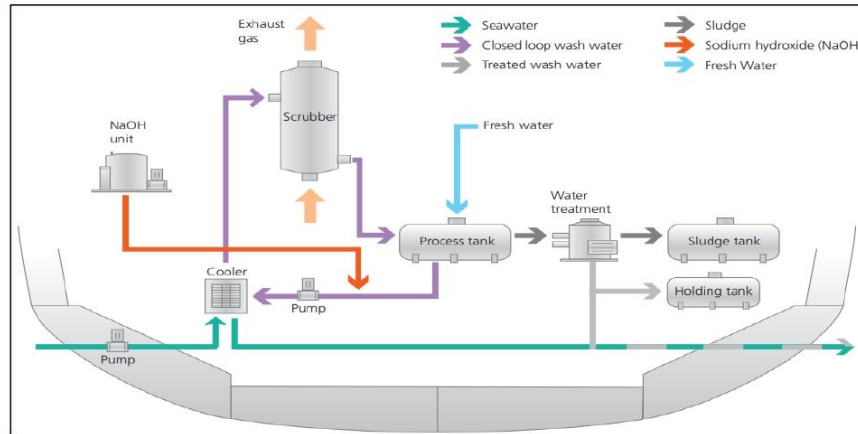 Exhaust
gas
Seawater
Closed loop wash water
Treated wash water
Sludge
Sodium hydroxide (NaOH
Fresh Water
NaOH
unit
Scrubber
Fresh water
Water
treatment
Process tank
Sludge tank
Cooler
Holding tank
Pump
Pump